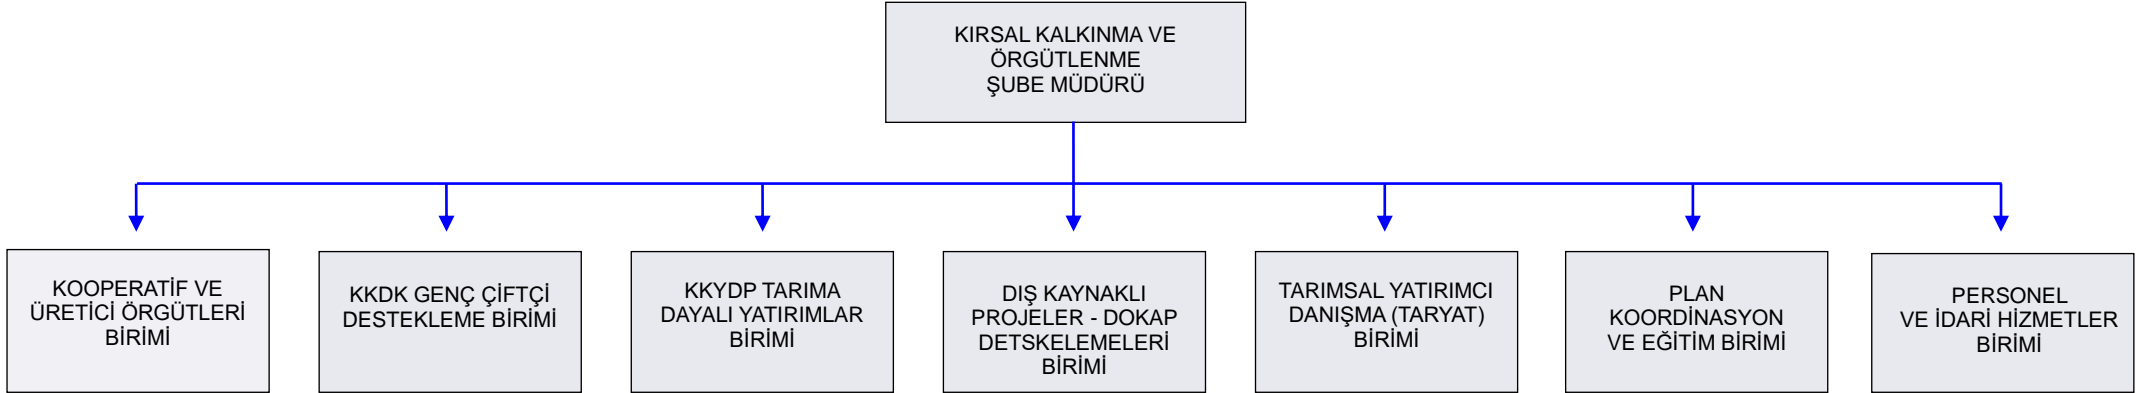 KIRSAL KALKINMA VE
ÖRGÜTLENME
ŞUBE MÜDÜRÜ
KOOPERATİF VE
ÜRETİCİ ÖRGÜTLERİ
BİRİMİ
KKDK GENÇ ÇİFTÇİ
DESTEKLEME BİRİMİ
KKYDP TARIMA
DAYALI YATIRIMLAR
BİRİMİ
DIŞ KAYNAKLI
PROJELER - DOKAP
DETSKELEMELERİ
BİRİMİ
TARIMSAL YATIRIMCI
DANIŞMA (TARYAT)
BİRİMİ
PLAN
KOORDİNASYON
VE EĞİTİM BİRİMİ
PERSONEL
VE İDARİ HİZMETLER
BİRİMİ